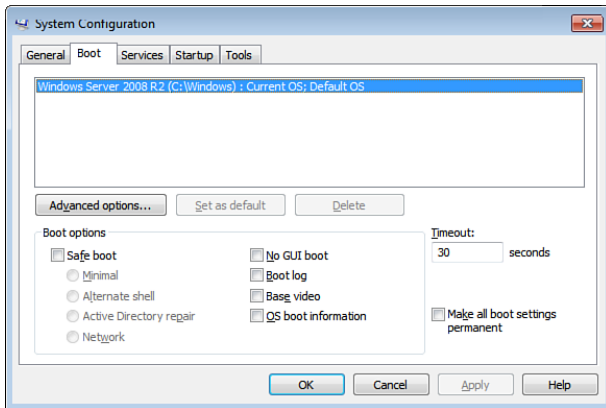 System Configuration
General Boot Services Startup Tools
Windows Server 2008 R2 (C:\Windows) : Current OS; Default OS
Advanced options... Set as default Delete
Boot options
Timeout:
Safe boot No GUI boot 30 seconds
Minimal Boot log
Alternate shell Base video
Active Directory repair OS boot information Make all boot settings
permanent
Network
OK Cancel Apply Help